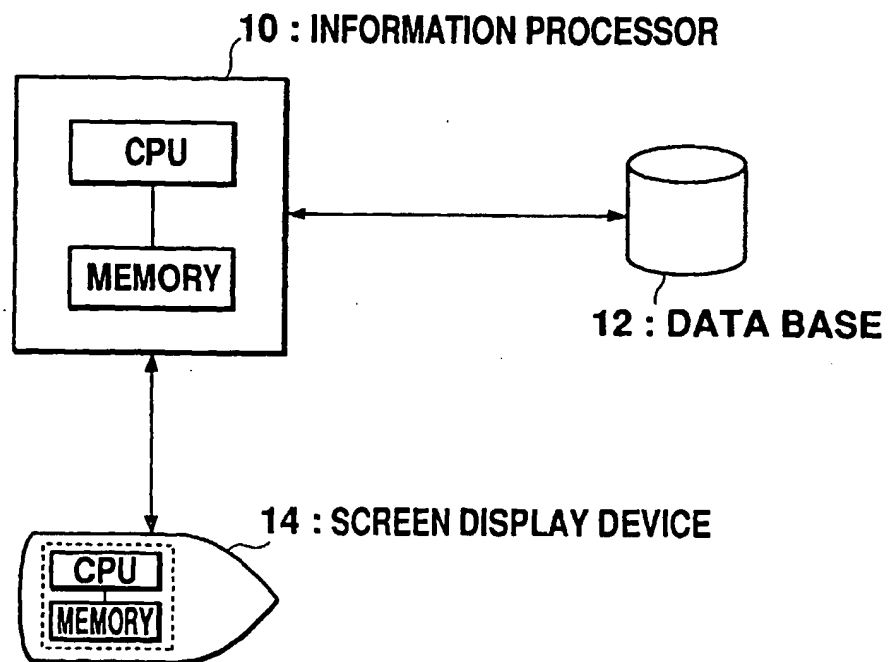 10 : INFORMATION PROCESSOR
CPU
MEMORY
12 : DATA BASE
14 : SCREEN DISPLAY DEVICE
CPU
MEMORY